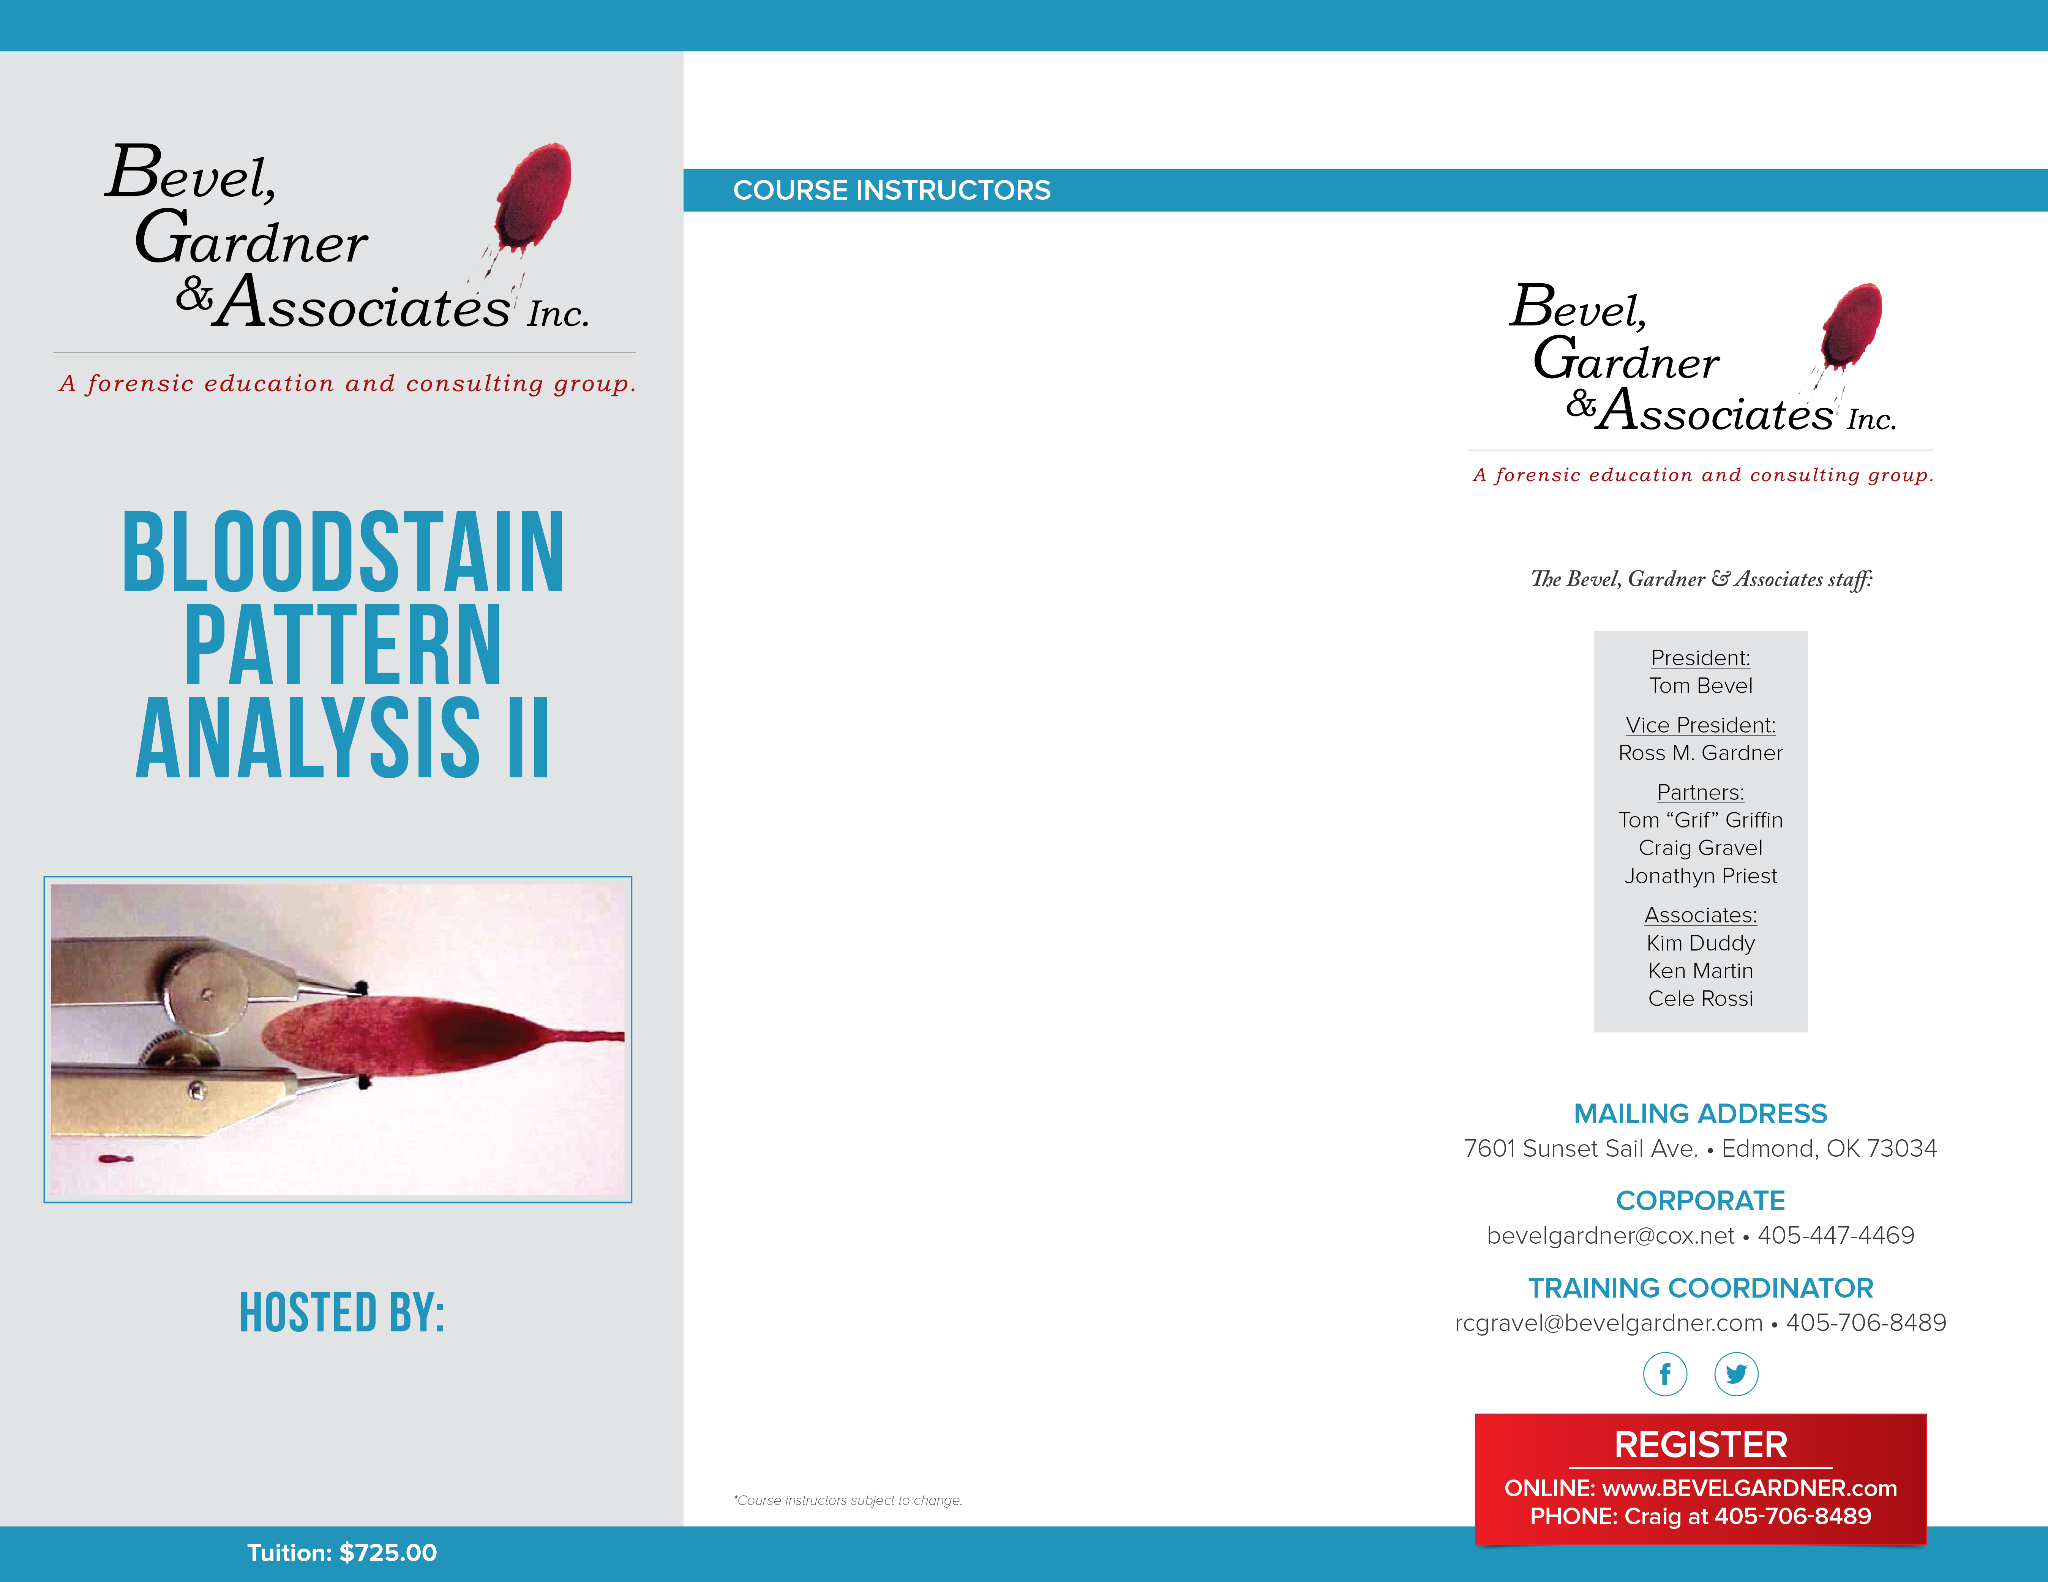 Bevel,
Gardner
&Associates Inc.
A forensic education and consulting group.
BLOODSTAIN
PATTERN
ANALYSIS II
HOSTED BY:
Tuition: $725.00
COURSE INSTRUCTORS
*Course instructors subject to change.
Bevel,
Gardner
&Associates Inc.
A forensic education and consulting group.
The Bevel, Gardner & Associates staff:
President:
Tom Bevel
Vice President:
Ross M. Gardner
Partners:
Tom “Grif” Griffin
Craig Gravel
Jonathyn Priest
Associates:
Kim Duddy
Ken Martin
Cele Rossi
MAILING ADDRESS
7601 Sunset Sail Ave. • Edmond, OK 73034
CORPORATE
bevelgardner@cox.net • 405-447-4469
TRAINING COORDINATOR
rcgravel@bevelgardner.com • 405-706-8489
REGISTER
ONLINE: www.BEVELGARDNER.com
PHONE: Craig at 405-706-8489